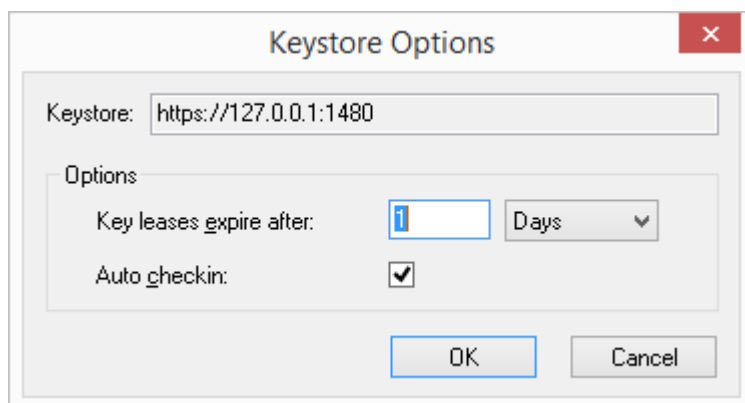 Keystore Options
Keystore: https://127.0.0.1:1480
Options
Key leases expire after: 1 Days
Auto checkin:
OK Cancel